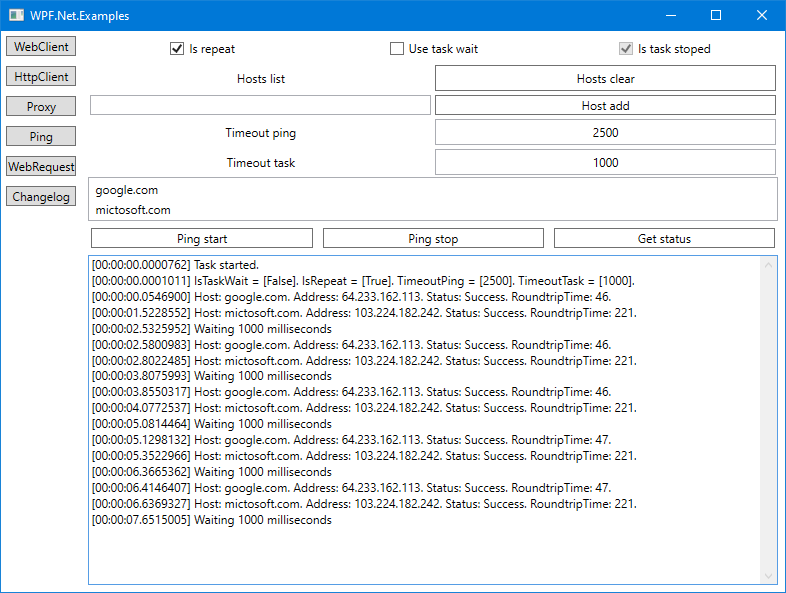 WPF.Net.Examples
WebClient
HttpClient
Proxy
Ping
WebRequest
Changelog
Is repeat
Use task wait
Is task stoped
Hosts list
Hosts clear
Host add
Timeout ping
2500
Timeout task
1000
google.com
mictosoft.com
Ping start
Ping stop
Get status
[00:00:00.0000762] Task started.
[00:00:00.0001011] IsTaskWait = [False]. IsRepeat = [True]. TimeoutPing = [2500]. TimeoutTask = [1000].
[00:00:00.0546900] Host: google.com. Address: 64.233.162.113. Status: Success. RoundtripTime: 46.
[00:00:01.5228552] Host: mictosoft.com. Address: 103.224.182.242. Status: Success. RoundtripTime: 221.
[00:00:02.5325952] Waiting 1000 milliseconds
[00:00:02.5800983] Host: google.com. Address: 64.233.162.113. Status: Success. RoundtripTime: 46.
[00:00:02.8022485] Host: mictosoft.com. Address: 103.224.182.242. Status: Success. RoundtripTime: 221.
[00:00:03.8075993] Waiting 1000 milliseconds
[00:00:03.8550317] Host: google.com. Address: 64.233.162.113. Status: Success. RoundtripTime: 46.
[00:00:04.0772537] Host: mictosoft.com. Address: 103.224.182.242. Status: Success. RoundtripTime: 221.
[00:00:05.0814464] Waiting 1000 milliseconds
[00:00:05.1298132] Host: google.com. Address: 64.233.162.113. Status: Success. RoundtripTime: 47.
[00:00:05.3522966] Host: mictosoft.com. Address: 103.224.182.242. Status: Success. RoundtripTime: 221.
[00:00:06.3665362] Waiting 1000 milliseconds
[00:00:06.4146407] Host: google.com. Address: 64.233.162.113. Status: Success. RoundtripTime: 47.
[00:00:06.6369327] Host: mictosoft.com. Address: 103.224.182.242. Status: Success. RoundtripTime: 221.
[00:00:07.6515005] Waiting 1000 milliseconds